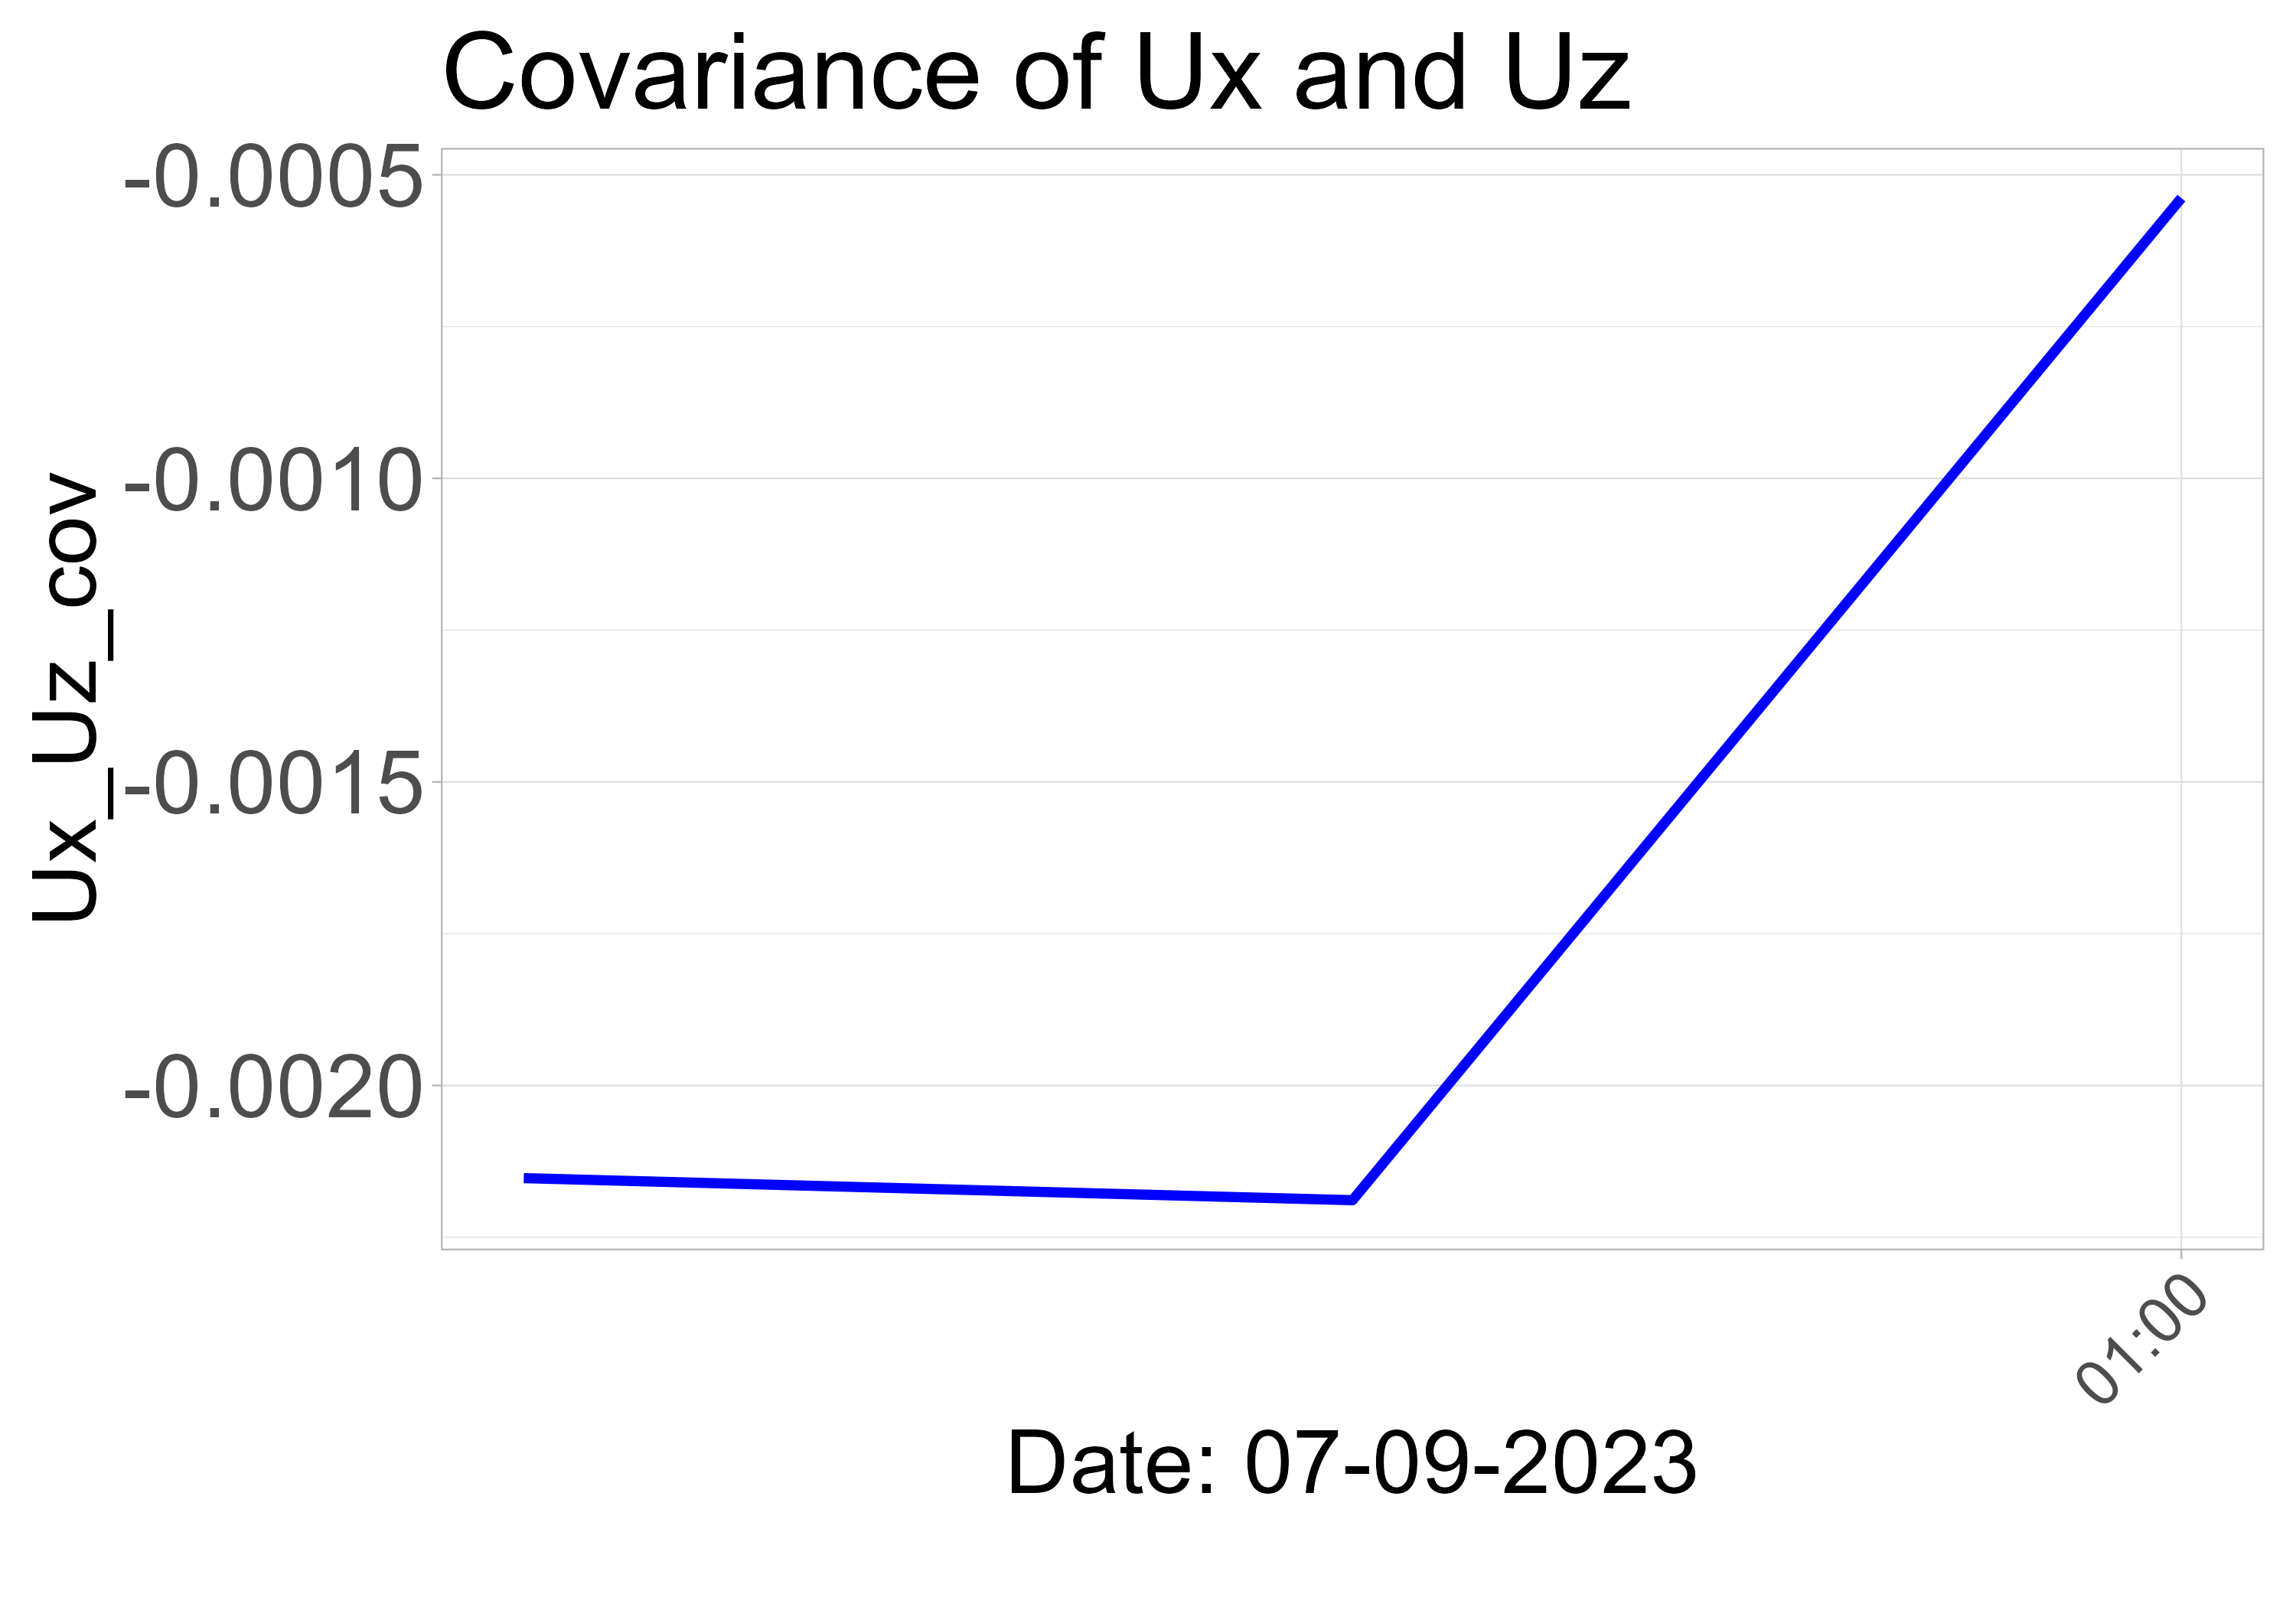 Covariance of Ux and Uz
Ux_Uz_cov
-0.0005
-0.0010
-0.0015
-0.0020
01:00
Date: 07-09-2023